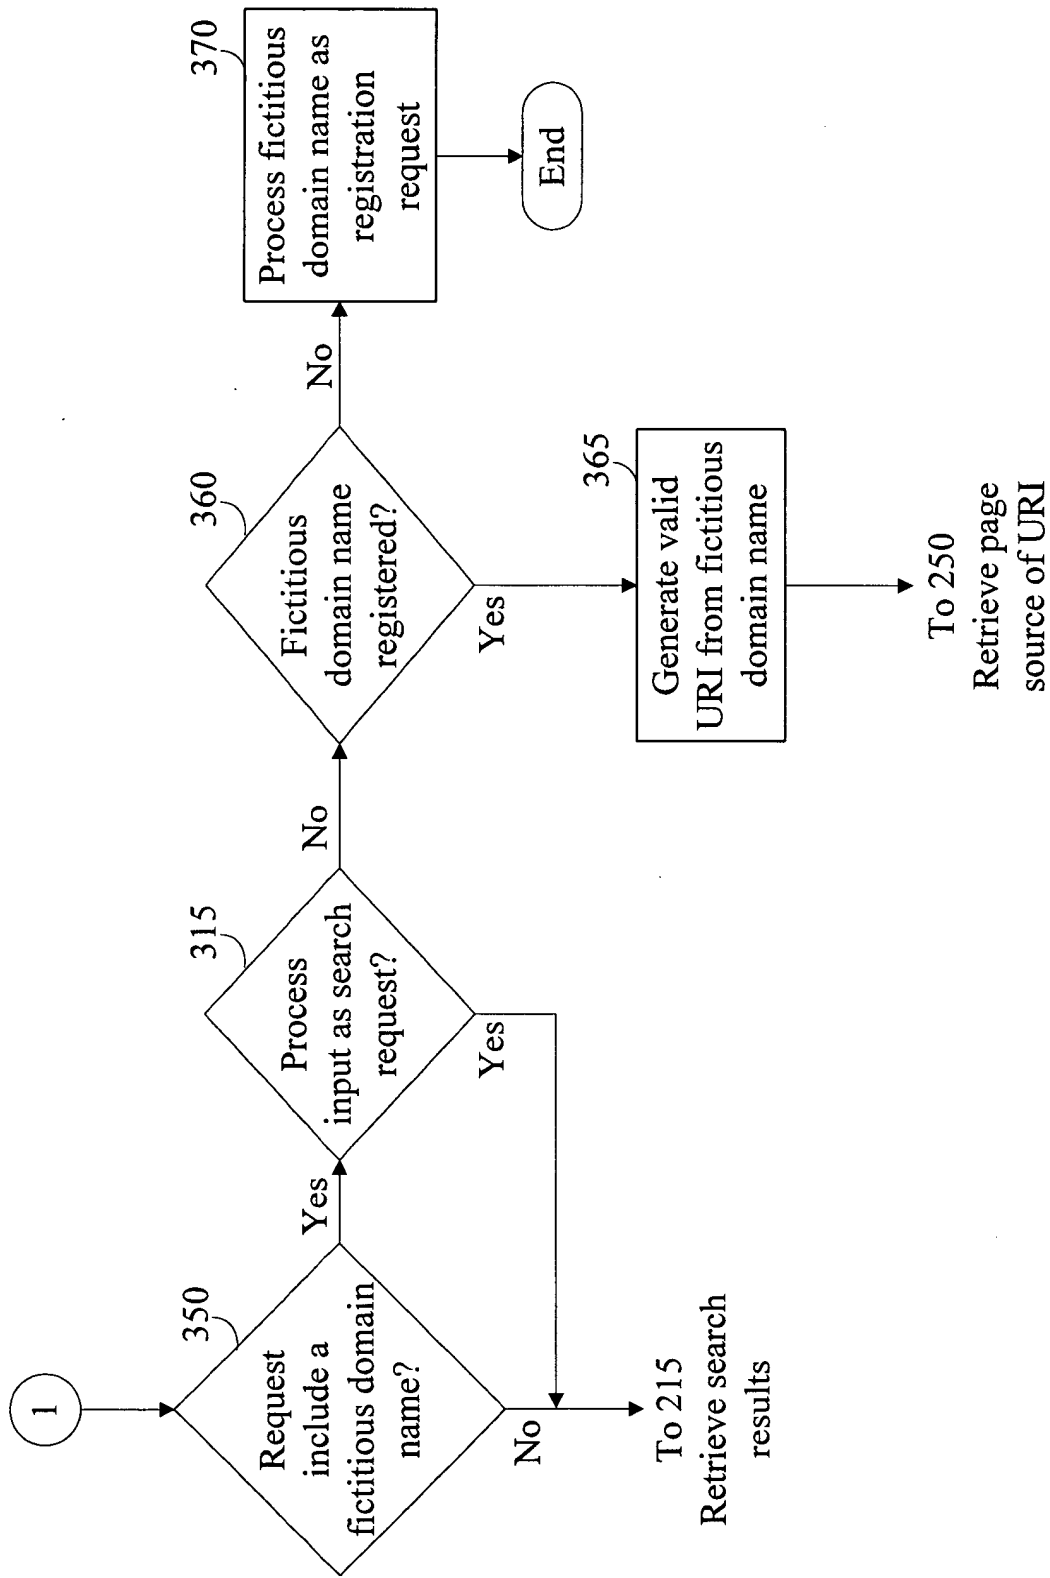 1
350
Request
include a
fictitious domain
name?
Yes
No
To 215
Retrieve search
results
315
Process
input as search
request?
Yes
No
360
Fictitious
domain name
registered?
Yes
No
365
Generate valid
URI from fictitious
domain name
To 250
Retrieve page
source of URI
370
Process fictitious
domain name as
registration
request
End